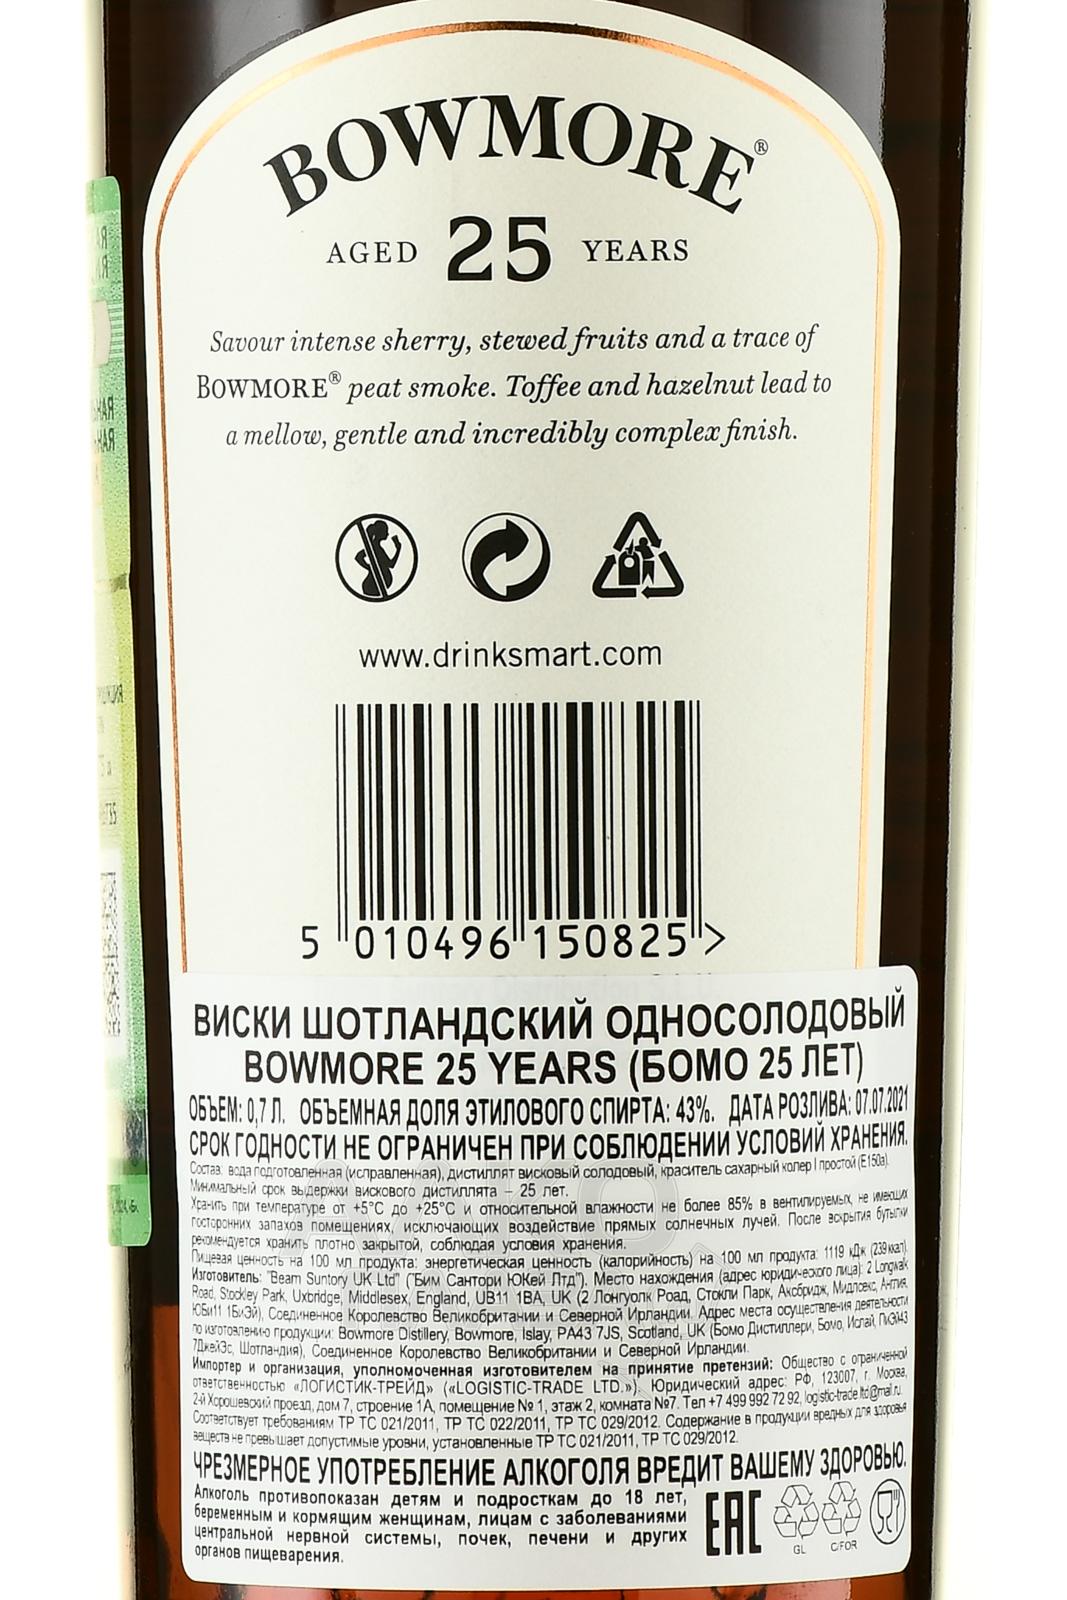 BOWMORE®
AGED 25 YEARS
Savour intense sherry, stewed fruits and a trace of
BOWMORE® peat smoke. Toffee and hazelnut lead to
a mellow, gentle and incredibly complex finish.
www.drinksmart.com
5 010496 150825 >
ВИСКИ ШОТЛАНДСКИЙ ОДНОСОЛОДОВЫЙ
BOWMORE 25 YEARS (БОМО 25 ЛЕТ)
ОБЪЕМ: 0,7 Л. ОБЪЕМНАЯ ДОЛЯ ЭТИЛОВОГО СПИРТА: 43%. ДАТА РОЗЛИВА: 07.07.2021
СРОК ГОДНОСТИ НЕ ОГРАНИЧЕН ПРИ СОБЛЮДЕНИИ УСЛОВИЙ ХРАНЕНИЯ.
Состав: вода подготовленная (исправленная), дистиллят висковый солодовый, краситель сахарный колер I простой (E150a).
Минимальный срок выдержки вискового дистиллята – 25 лет.
Хранить при температуре от +5°С до +25°С и относительной влажности не более 85% в вентилируемых, не имеющих
посторонних запахов помещениях, исключающих воздействие прямых солнечных лучей. После вскрытия бутылки
рекомендуется хранить плотно закрытой, соблюдая условия хранения.
Пищевая ценность на 100 мл продукта: энергетическая ценность (калорийность) на 100 мл продукта: 1119 кДж (239 ккал).
Изготовитель: "Beam Suntory UK Ltd" ("Бим Сантори ЮКей Лтд"). Место нахождения (адрес юридического лица): 2 Longwalk
Road, Stockley Park, Uxbridge, Middlesex, England, UB11 1BA, UK (2 Лонгуолк Роад, Стокли Парк, Аксбридж, Мидлсекс, Англия,
ЮБи11 1БиЭй), Соединенное Королевство Великобритании и Северной Ирландии. Адрес места осуществления деятельности
по изготовлению продукции: Bowmore Distillery, Bowmore, Islay, PA43 7JS, Scotland, UK (Бомо Дистиллери, Бомо, Ислай, ПиЭй43
7ДжейЭс, Шотландия), Соединенное Королевство Великобритании и Северной Ирландии.
Импортер и организация, уполномоченная изготовителем на принятие претензий: Общество с ограниченной
ответственностью «ЛОГИСТИК-ТРЕЙД» («LOGISTIC-TRADE LTD.»). Юридический адрес: РФ, 123007, г. Москва,
2-й Хорошевский проезд, дом 7, строение 1А, помещение № 1, этаж 2, комната №7. Тел +7 499 992 72 92, logistic-trade.ltd@mail.ru.
Соответствует требованиям ТР ТС 021/2011, ТР ТС 022/2011, ТР ТС 029/2012. Содержание в продукции вредных для здоровья
веществ не превышает допустимые уровни, установленные ТР ТС 021/2011, ТР ТС 029/2012.
ЧРЕЗМЕРНОЕ УПОТРЕБЛЕНИЕ АЛКОГОЛЯ ВРЕДИТ ВАШЕМУ ЗДОРОВЬЮ.
Алкоголь противопоказан детям и подросткам до 18 лет,
беременным и кормящим женщинам, лицам с заболеваниями
центральной нервной системы, почек, печени и других
органов пищеварения.
EAC
GL
C/FOR